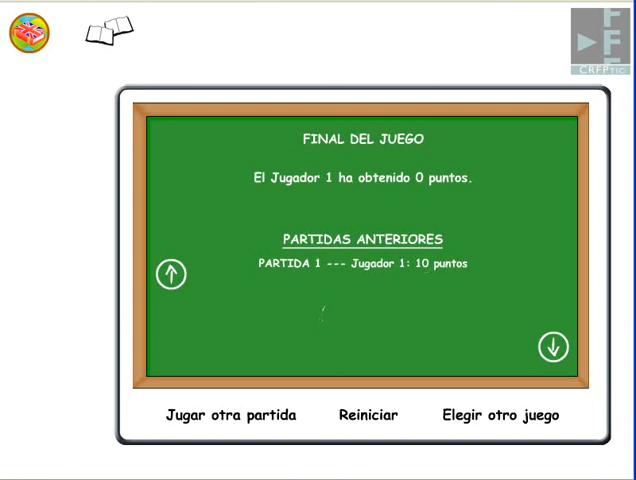 CRFPTIC
FINAL DEL JUEGO
El Jugador 1 ha obtenido 0 puntos.
PARTIDAS ANTERIORES
PARTIDA 1 --- Jugador 1: 10 puntos
Jugar otra partida
Reiniciar
Elegir otro juego